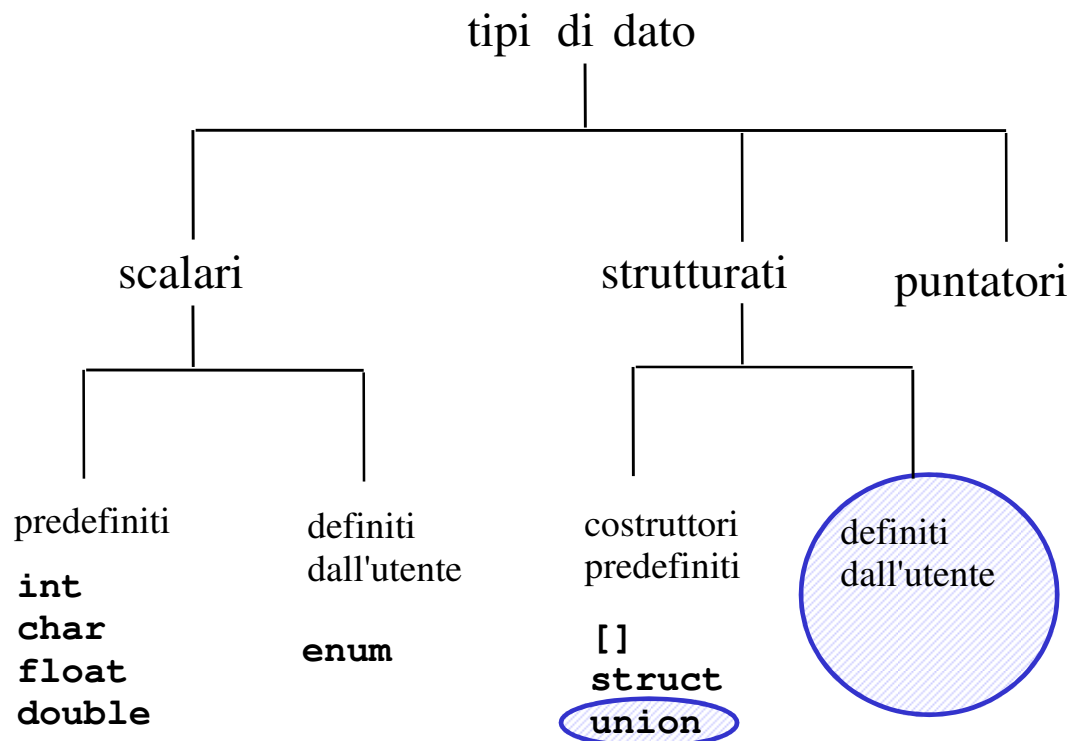 tipi di dato
scalari
strutturati
puntatori
predefiniti
int
char
float
double
definiti
dall'utente
enum
costruttori
predefiniti
[]
struct
union
definiti
dall'utente